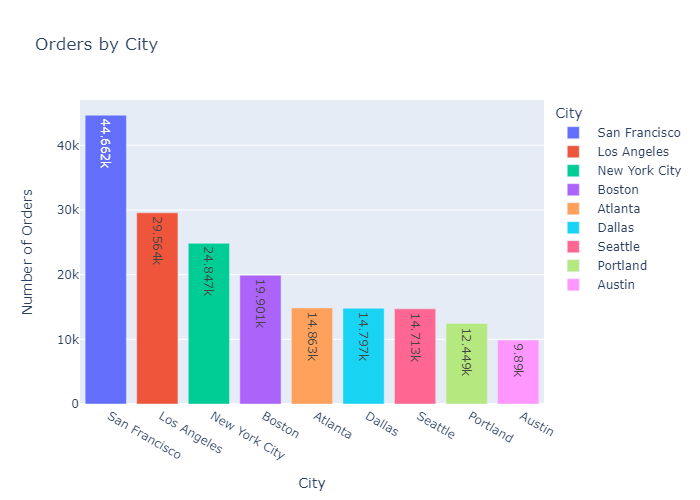 Orders by City
City
San Francisco
Los Angeles
New York City
Boston
Atlanta
Dallas
Seattle
Portland
Austin
Number of Orders
40k
30k
20k
10k
0
44.662k
29.564k
24.847k
19.901k
14.863k
14.797k
14.713k
12.449k
9.89k
San Francisco
Los Angeles
New York City
Boston
Atlanta
Dallas
Seattle
Portland
Austin
City